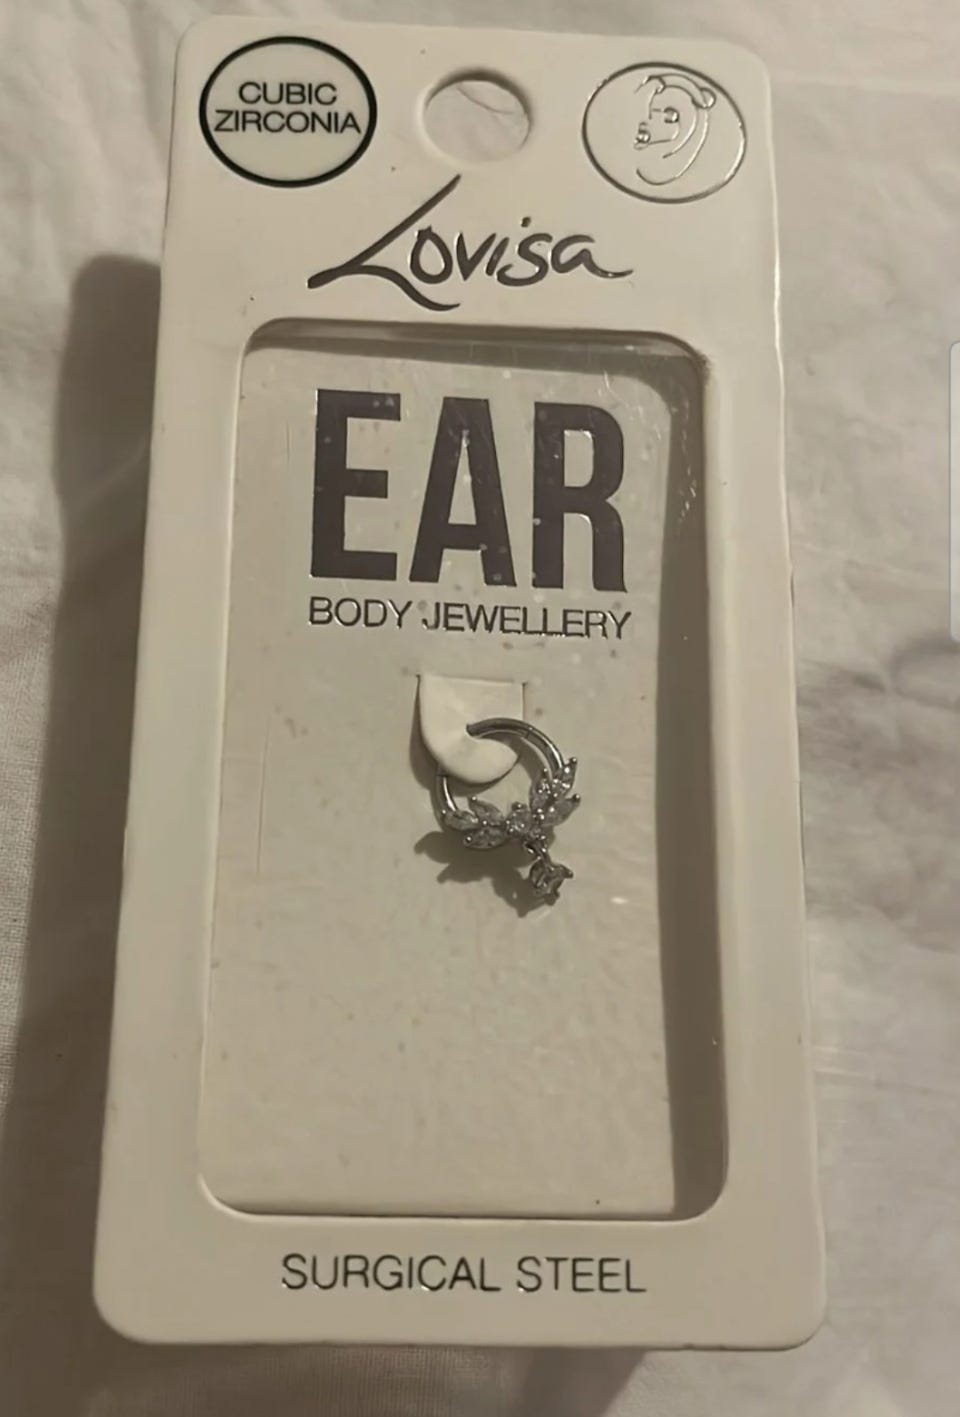 CUBIC
ZIRCONIA
Lovisa
EAR
BODY JEWELLERY
SURGICAL STEEL